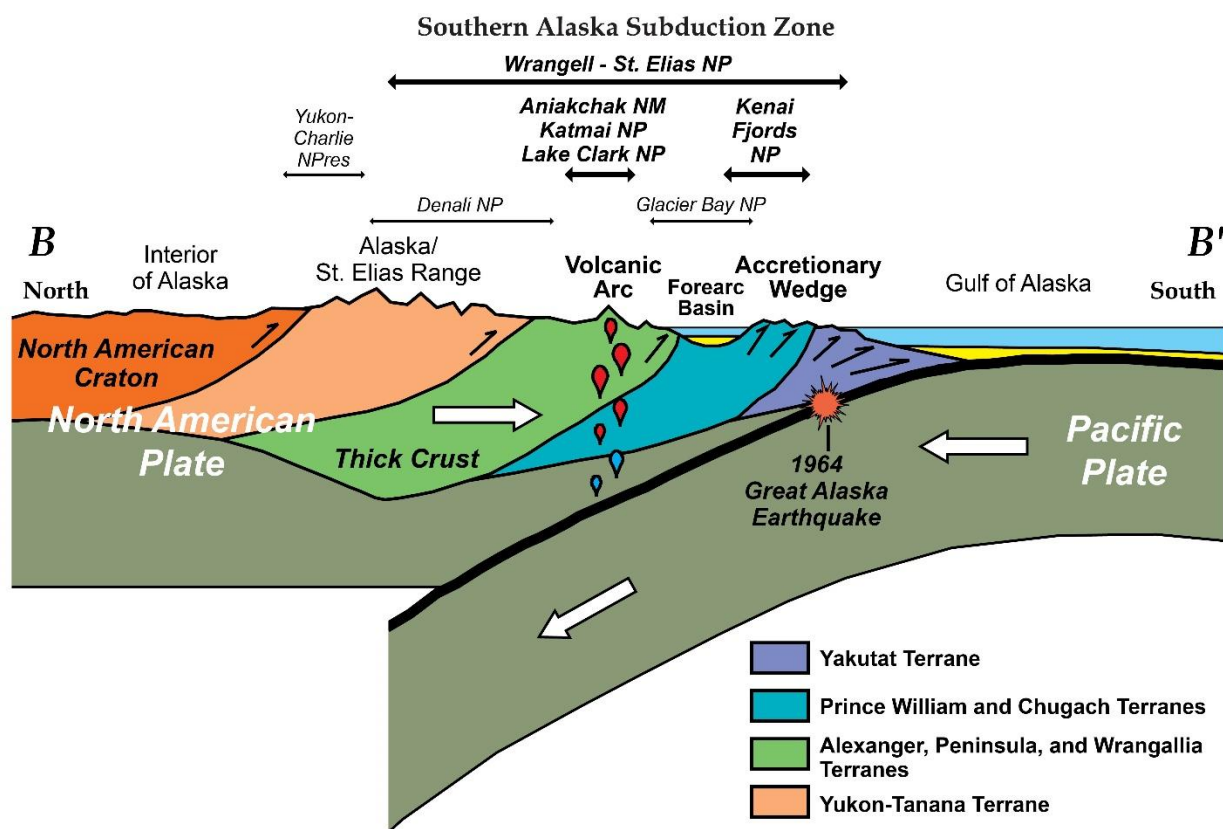 Southern Alaska Subduction Zone
Wrangell - St. Elias NP
Yukon-
Charlie
NPres
Aniakchak NM
Katmai NP
Lake Clark NP
Kenai
Fjords
NP
Denali NP
Glacier Bay NP
B
North
Interior
of Alaska
Alaska/
St. Elias Range
Volcanic
Arc
Forearc
Basin
Accretionary
Wedge
Gulf of Alaska
B'
South
North American
Craton
North American
Plate
Thick Crust
1964
Great Alaska
Earthquake
Pacific
Plate
Yakutat Terrane
Prince William and Chugach Terranes
Alexanger, Peninsula, and Wrangallia
Terranes
Yukon-Tanana Terrane